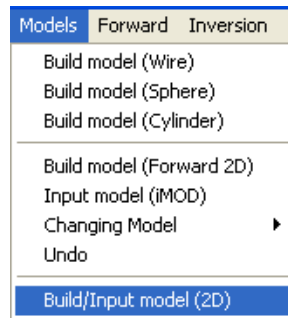 Models Forward Inversion
Build model (Wire)
Build model (Sphere)
Build model (Cylinder)
Build model (Forward 2D)
Input model (iMOD)
Changing Model
Undo
Build/Input model (2D)